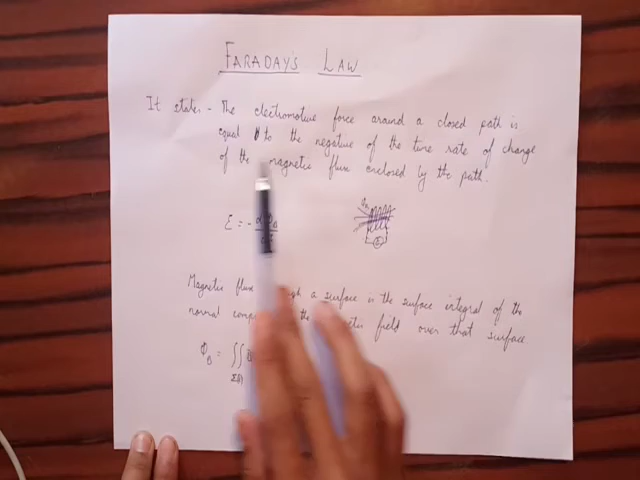 FARADAY'S LAW
It states - The electromotive force around a closed path is
equal to the negative of the time rate of change
of the magnetic flux enclosed by the path.
ε = - d
Magnetic flux a surface is the surface integral of the
normal the field over that surface
Φ_B = ∬